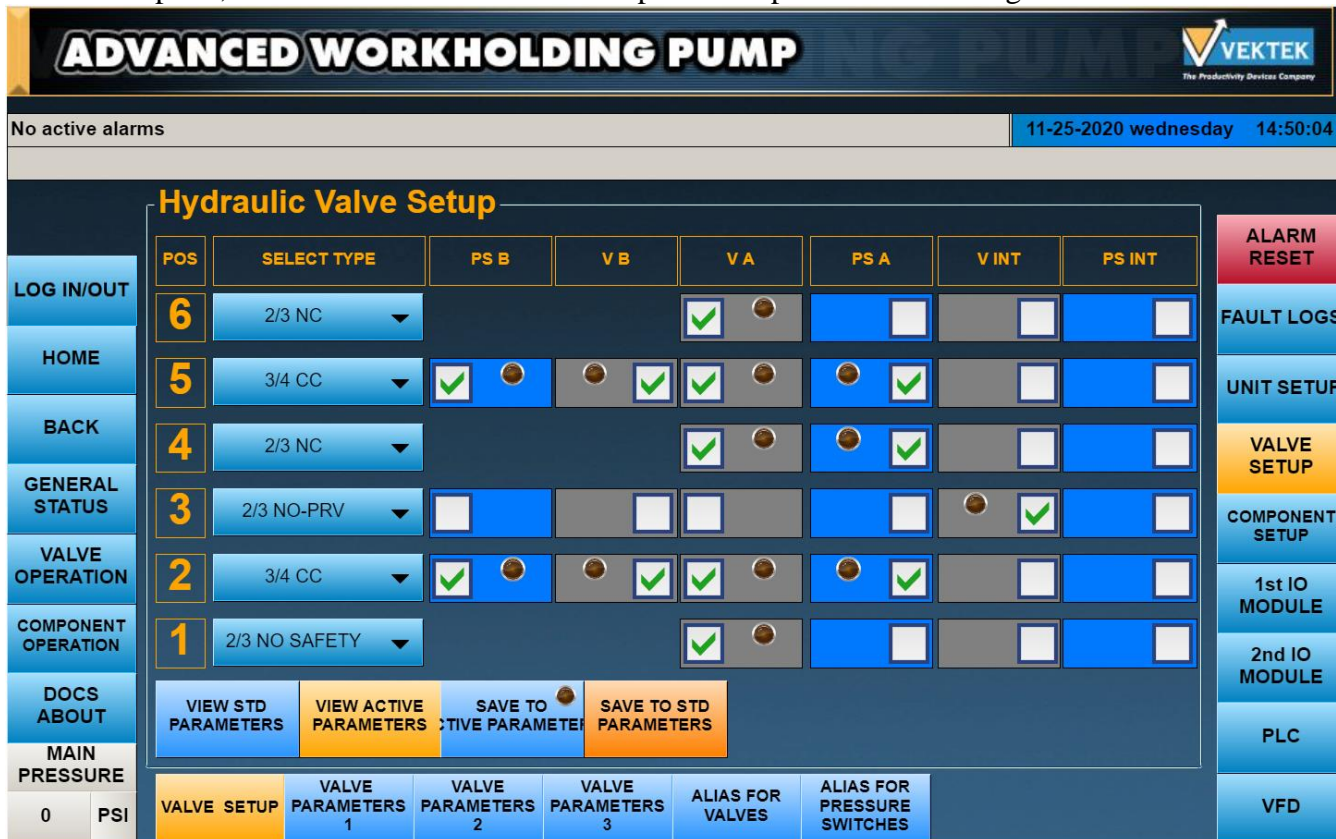 ADVANCED WORKHOLDING PUMP
VEKTEK
The Productivity Devices Company
No active alarms
11-25-2020 wednesday 14:50:04
Hydraulic Valve Setup
POS SELECT TYPE PS B V B V A PS A V INT PS INT
6 2/3 NC
5 3/4 CC
4 2/3 NC
3 2/3 NO-PRV
2 3/4 CC
1 2/3 NO SAFETY
VIEW STD
PARAMETERS
VIEW ACTIVE
PARAMETERS
SAVE TO
CTIVE PARAMETER
SAVE TO STD
PARAMETERS
LOG IN/OUT
HOME
BACK
GENERAL
STATUS
VALVE
OPERATION
COMPONENT
OPERATION
DOCS
ABOUT
MAIN
PRESSURE
0 PSI
VALVE SETUP
VALVE
PARAMETERS
1
VALVE
PARAMETERS
2
VALVE
PARAMETERS
3
ALIAS FOR
VALVES
ALIAS FOR
PRESSURE
SWITCHES
ALARM
RESET
FAULT LOGS
UNIT SETUP
VALVE
SETUP
COMPONENT
SETUP
1st IO
MODULE
2nd IO
MODULE
PLC
VFD